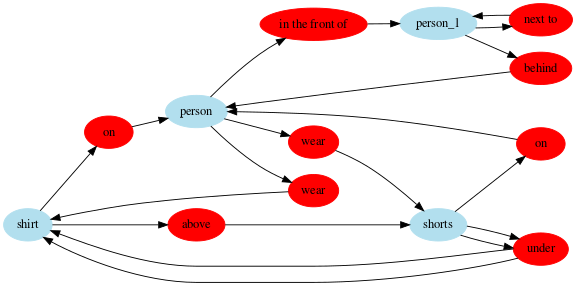 in the front of
person_1
next to
behind
person
on
wear
on
wear
shirt
above
shorts
under